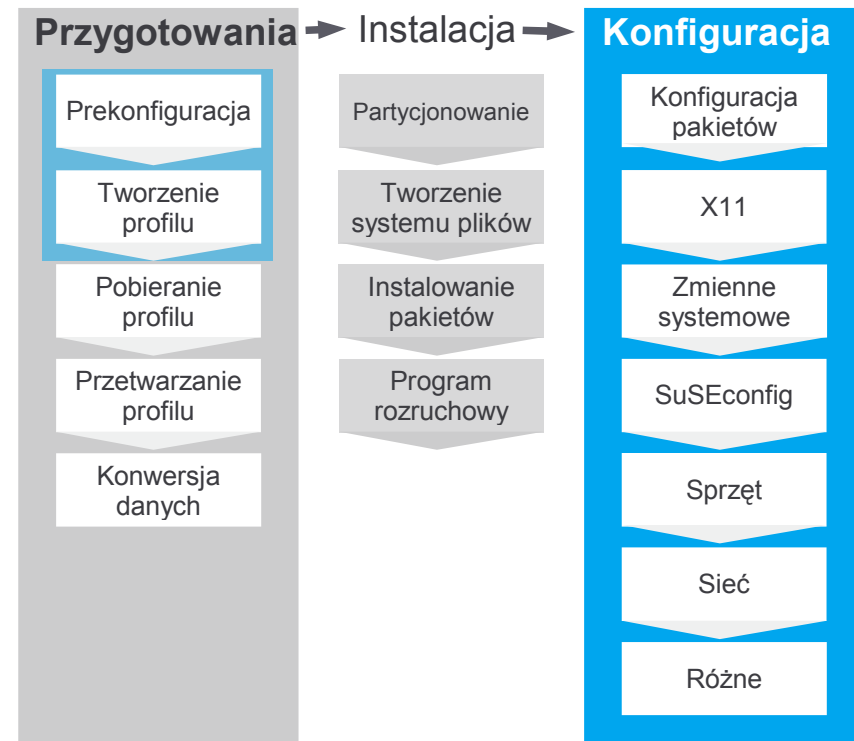 Przygotowania
Instalacja
Konfiguracja
Prekonfiguracja
Tworzenie
profilu
Pobieranie
profilu
Przetwarzanie
profilu
Konwersja
danych
Partycjonowanie
Tworzenie
systemu plików
Instalowanie
pakietów
Program
rozruchowy
Konfiguracja
pakietów
X11
Zmienne
systemowe
SuSEconfig
Sprzęt
Sieć
Różne